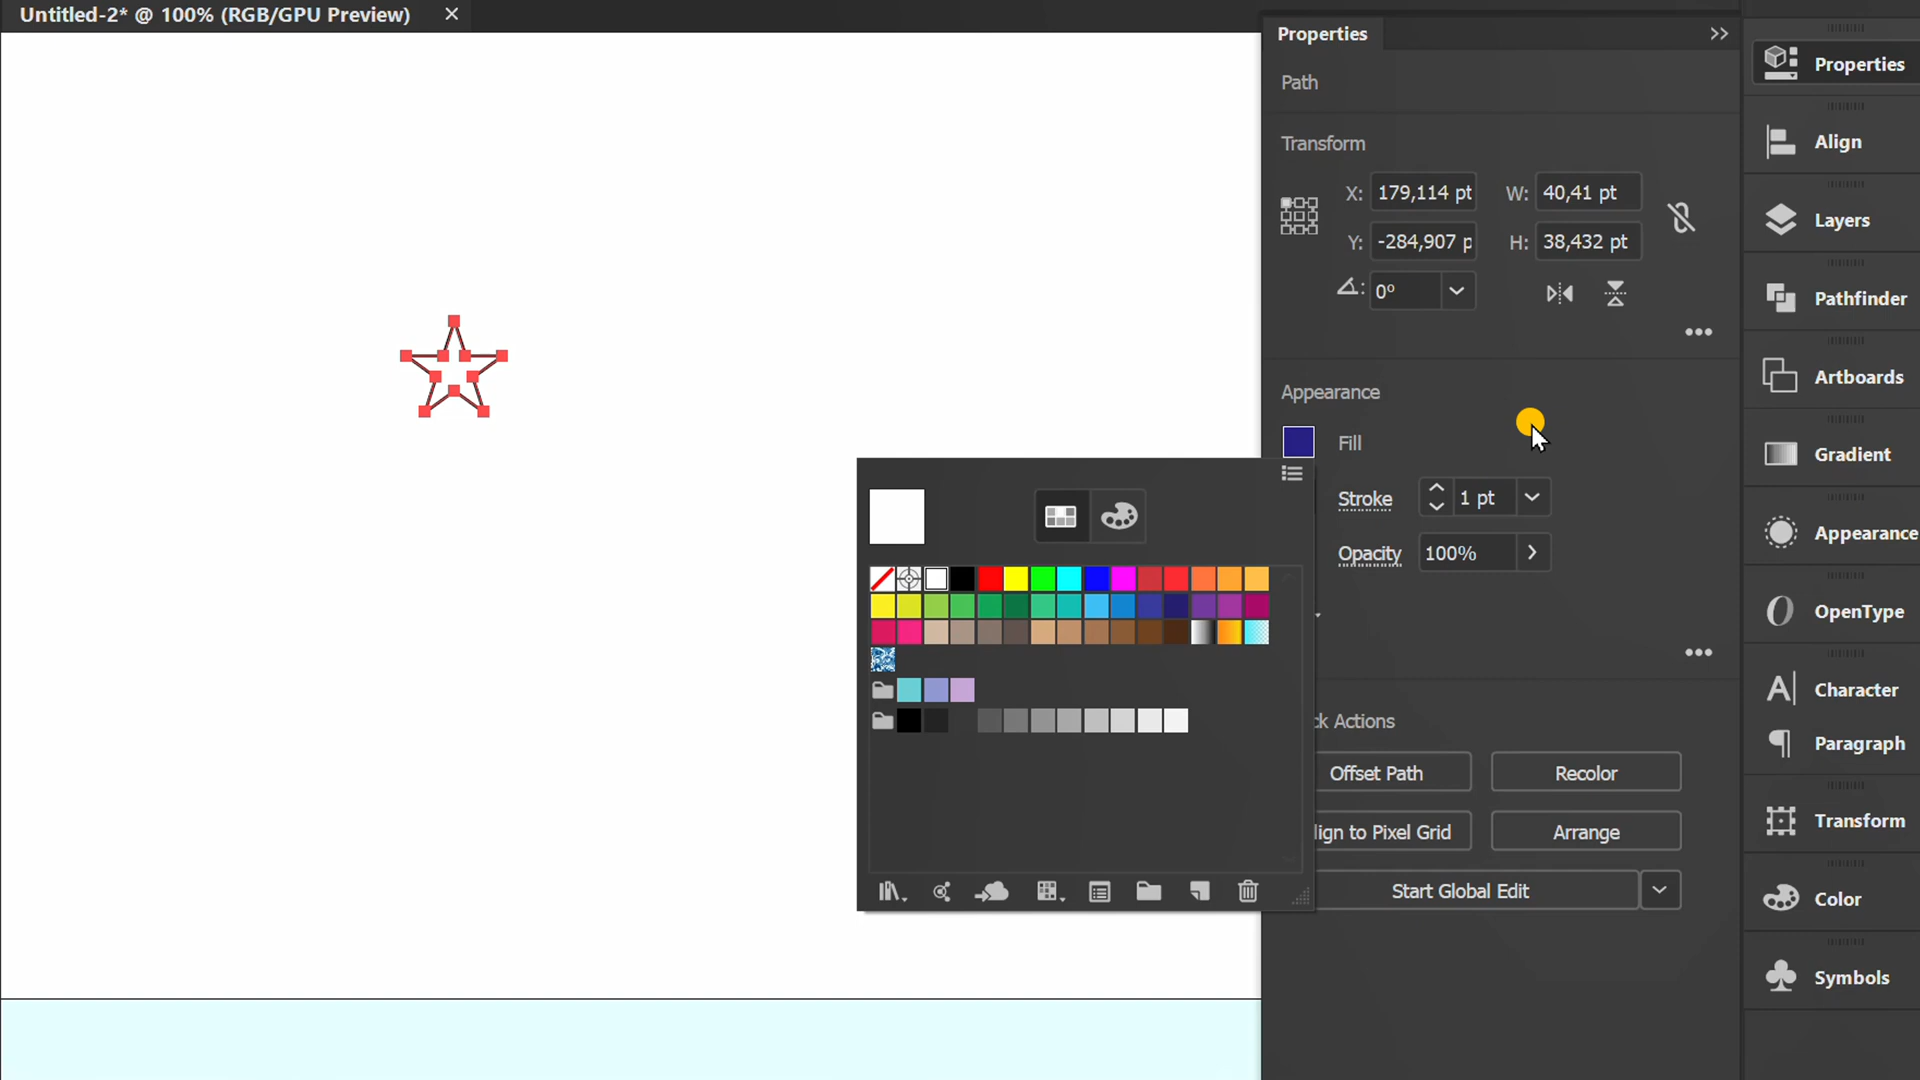 Untitled-2* @ 100% (RGB/GPU Preview)
Properties
Path
Transform
X: 179,114 pt W: 40,41 pt
Y: -284,907 p H: 38,432 pt
0°
Appearance
Fill
Stroke 1 pt
Opacity 100%
ck Actions
Offset Path Recolor
lign to Pixel Grid Arrange
Start Global Edit
Properties
Align
Layers
Pathfinder
Artboards
Gradient
Appearance
OpenType
Character
Paragraph
Transform
Color
Symbols